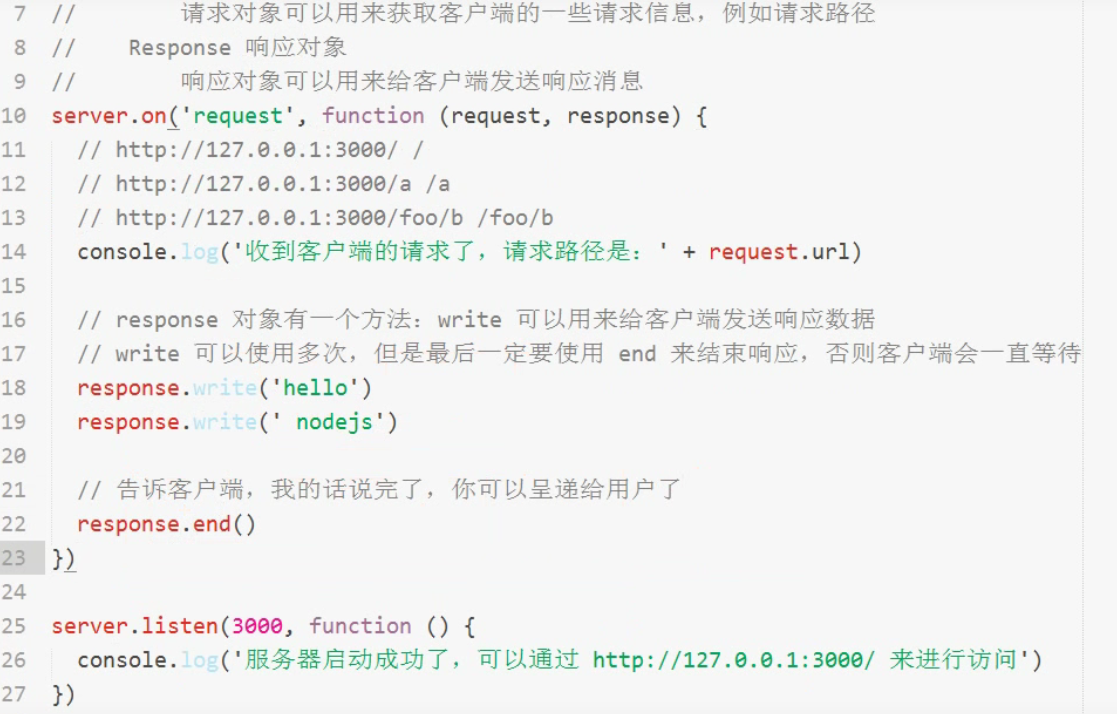 7 //        请求对象可以用来获取客户端的一些请求信息，例如请求路径
8 //    Response 响应对象
9 //        响应对象可以用来给客户端发送响应消息
10 server.on('request', function (request, response) {
11   // http://127.0.0.1:3000/ /
12   // http://127.0.0.1:3000/a /a
13   // http://127.0.0.1:3000/foo/b /foo/b
14   console.log('收到客户端的请求了，请求路径是：' + request.url)
15
16   // response 对象有一个方法：write 可以用来给客户端发送响应数据
17   // write 可以使用多次，但是最后一定要使用 end 来结束响应，否则客户端会一直等待
18   response.write('hello')
19   response.write(' nodejs')
20
21   // 告诉客户端，我的话说完了，你可以呈递给用户了
22   response.end()
23 })
24
25 server.listen(3000, function () {
26   console.log('服务器启动成功了，可以通过 http://127.0.0.1:3000/ 来进行访问')
27 })